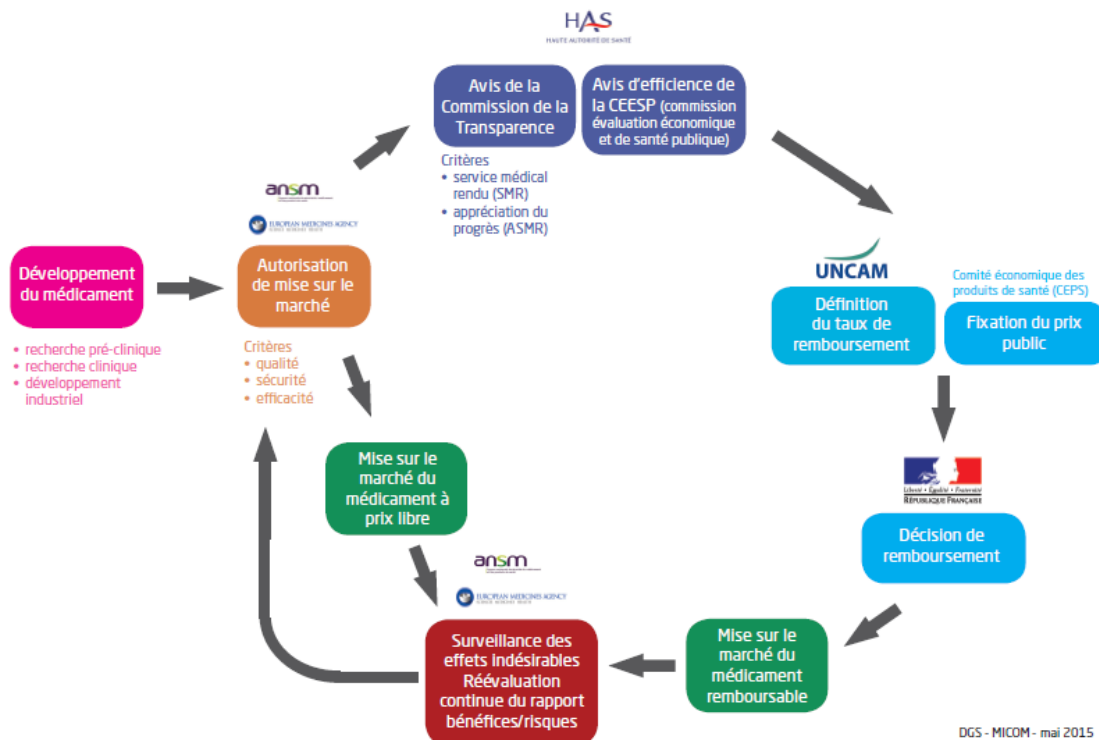 HAS
HAUTE AUTORITÉ DE SANTÉ
Avis de la
Commission de la
Transparence
Avis d'efficience de
la CEESP (commission
évaluation économique
et de santé publique)
Critères
• service médical
rendu (SMR)
• appréciation du
progrès (ASMR)
ansm
EUROPEAN MEDICINES AGENCY
Développement
du médicament
• recherche pré-clinique
• recherche clinique
• développement
industriel
Autorisation
de mise sur le
marché
Critères
• qualité
• sécurité
• efficacité
UNCAM
Définition
du taux de
remboursement
Comité économique des
produits de santé (CEPS)
Fixation du prix
public
Mise sur le
marché du
médicament à
prix libre
Liberté • Égalité • Fraternité
RÉPUBLIQUE FRANÇAISE
Décision de
remboursement
ansm
EUROPEAN MEDICINES AGENCY
Surveillance des
effets indésirables
Réévaluation
continue du rapport
bénéfices/risques
Mise sur le
marché du
médicament
remboursable
DGS - MICOM - mai 2015